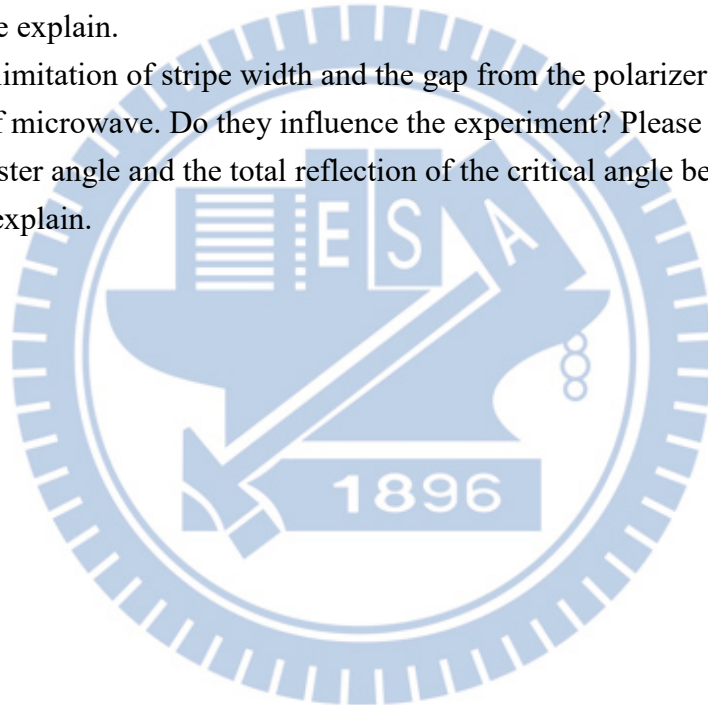 e explain.
limitation of stripe width and the gap from the polarizer
f microwave. Do they influence the experiment? Please
ster angle and the total reflection of the critical angle be
explain.
E S A
1896